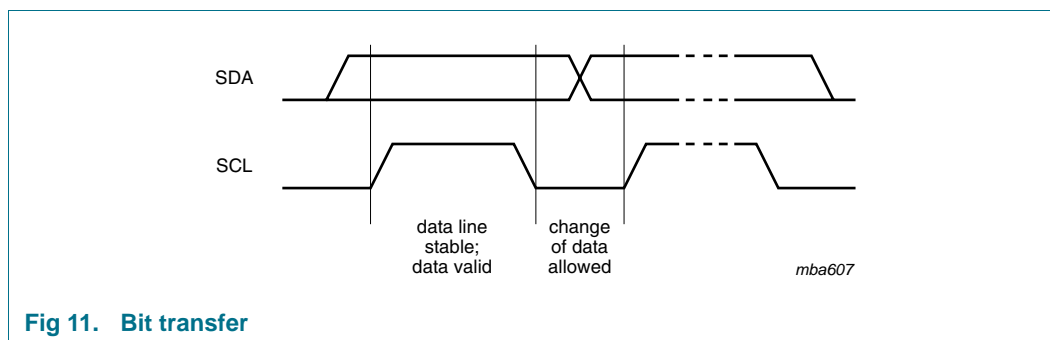 SDA
SCL
data line
stable;
data valid
change
of data
allowed
mba607
Fig 11. Bit transfer